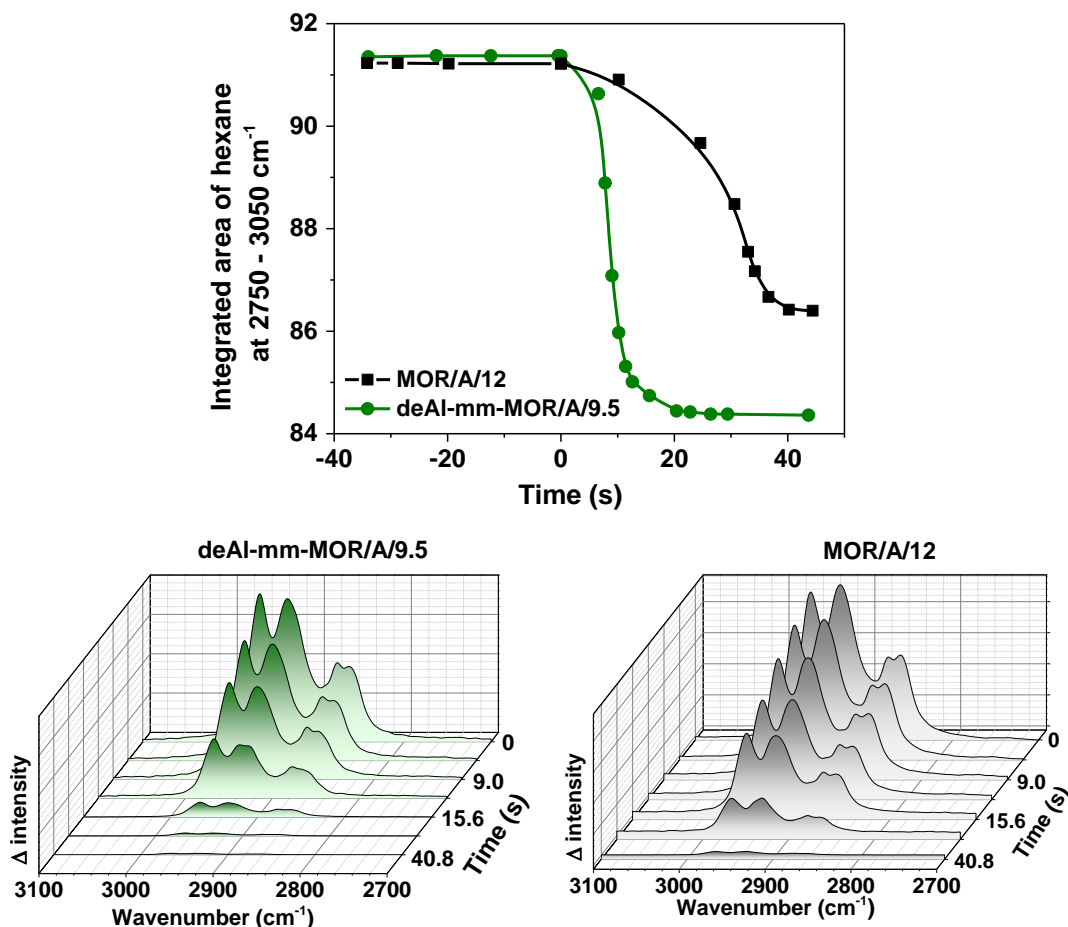 92
90
88
86
84
Integrated area of hexane
at 2750 - 3050 cm⁻¹
MOR/A/12
deAl-mm-MOR/A/9.5
-40
-20
0
20
40
Time (s)
deAl-mm-MOR/A/9.5
Δ intensity
0
9.0
15.6
40.8
Time (s)
3100
3000
2900
2800
2700
Wavenumber (cm⁻¹)
MOR/A/12
Δ intensity
0
9.0
15.6
40.8
Time (s)
3100
3000
2900
2800
2700
Wavenumber (cm⁻¹)